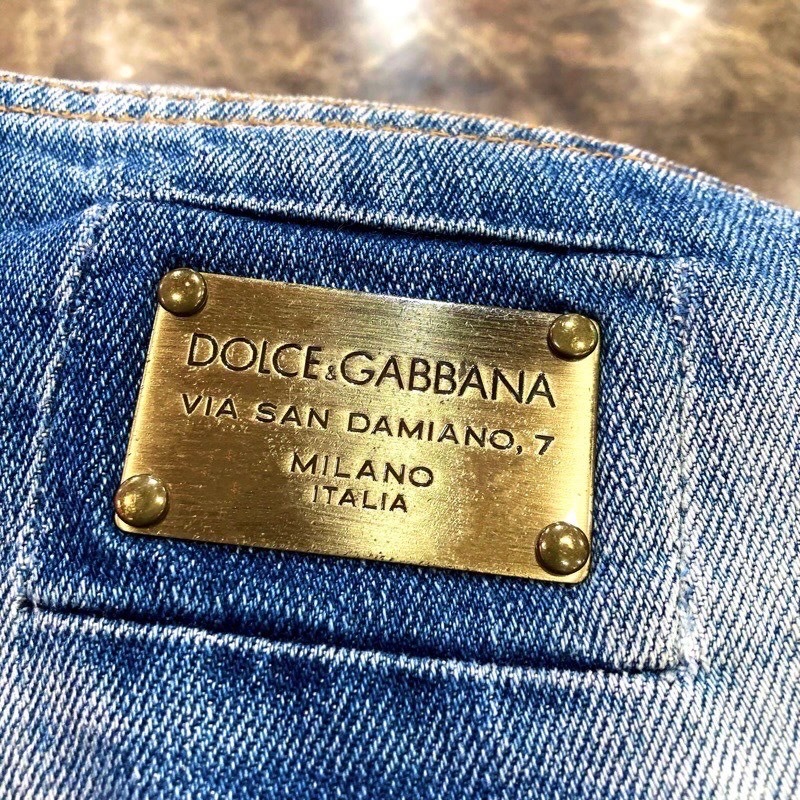 DOLCE&GABBANA
VIA SAN DAMIANO, 7
MILANO
ITALIA